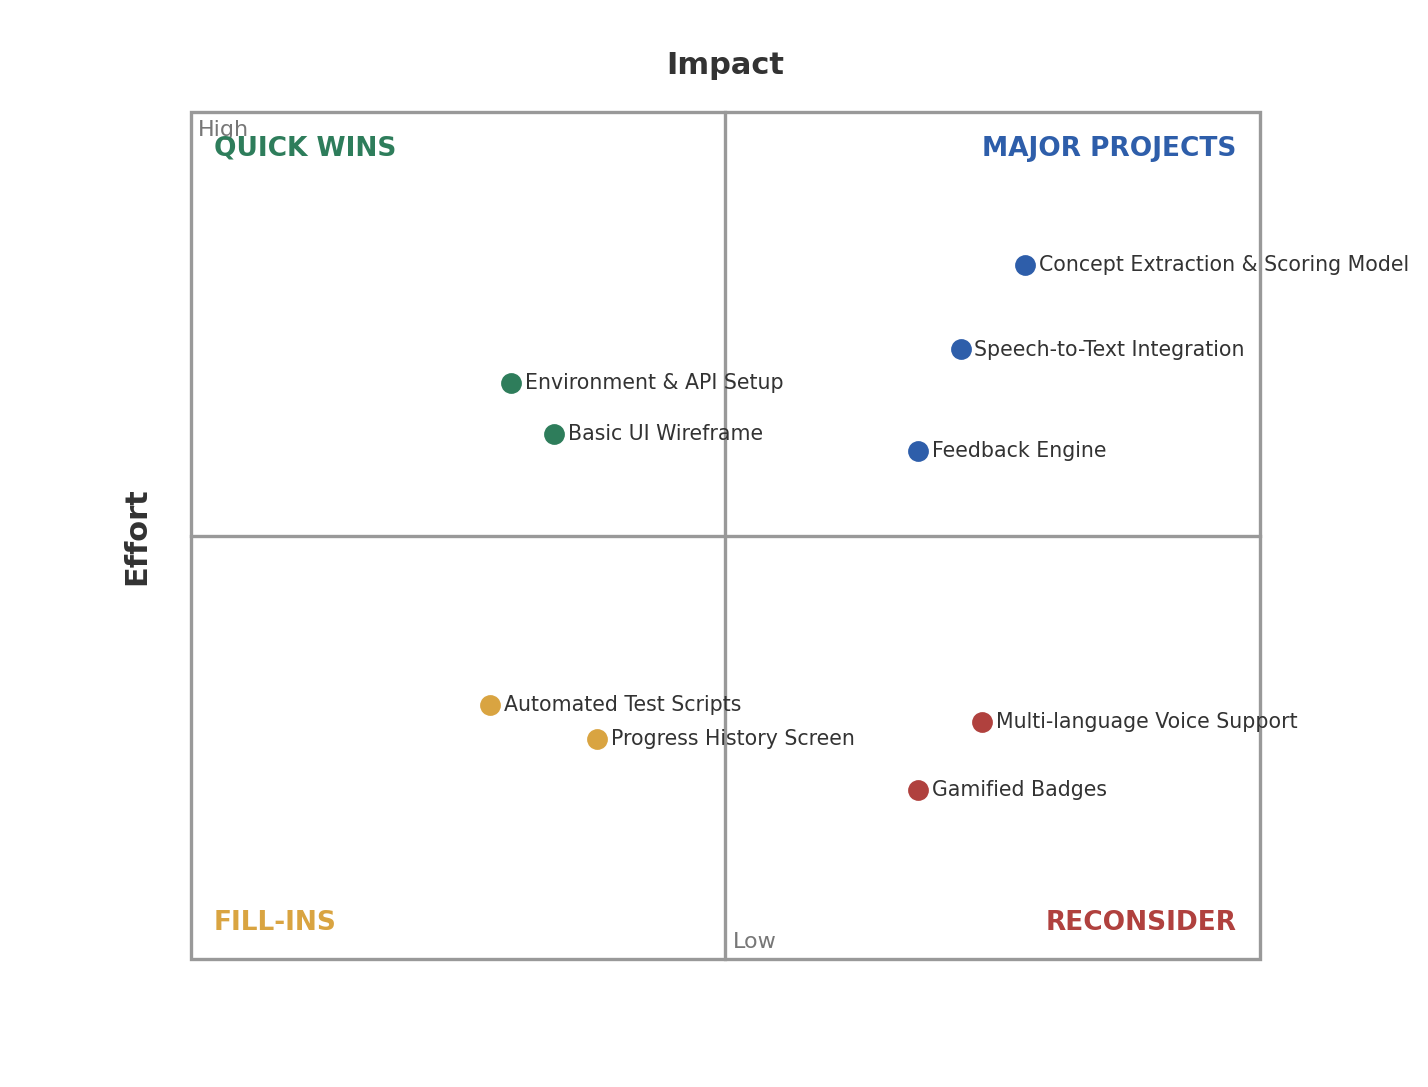 Impact
High
QUICK WINS
MAJOR PROJECTS
Concept Extraction & Scoring Model
Speech-to-Text Integration
Environment & API Setup
Basic UI Wireframe
Feedback Engine
Effort
Automated Test Scripts
Multi-language Voice Support
Progress History Screen
Gamified Badges
FILL-INS
RECONSIDER
Low